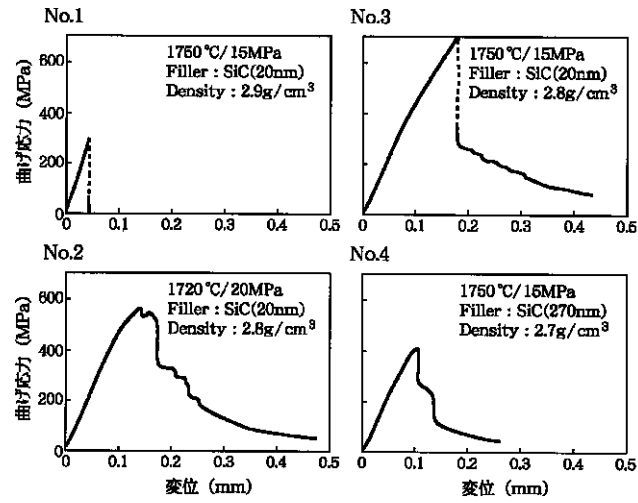 No.1
1750℃/15MPa
Filler : SiC(20nm)
Density : 2.9g/cm³
曲げ応力 (MPa)
600
400
200
0
0 0.1 0.2 0.3 0.4 0.5
No.3
1750℃/15MPa
Filler : SiC(20nm)
Density : 2.8g/cm³
0 0.1 0.2 0.3 0.4 0.5
No.2
1720℃/20MPa
Filler : SiC(20nm)
Density : 2.8g/cm³
曲げ応力 (MPa)
600
400
200
0
0 0.1 0.2 0.3 0.4 0.5
変位 (mm)
No.4
1750℃/15MPa
Filler : SiC(270nm)
Density : 2.7g/cm³
0 0.1 0.2 0.3 0.4 0.5
変位 (mm)